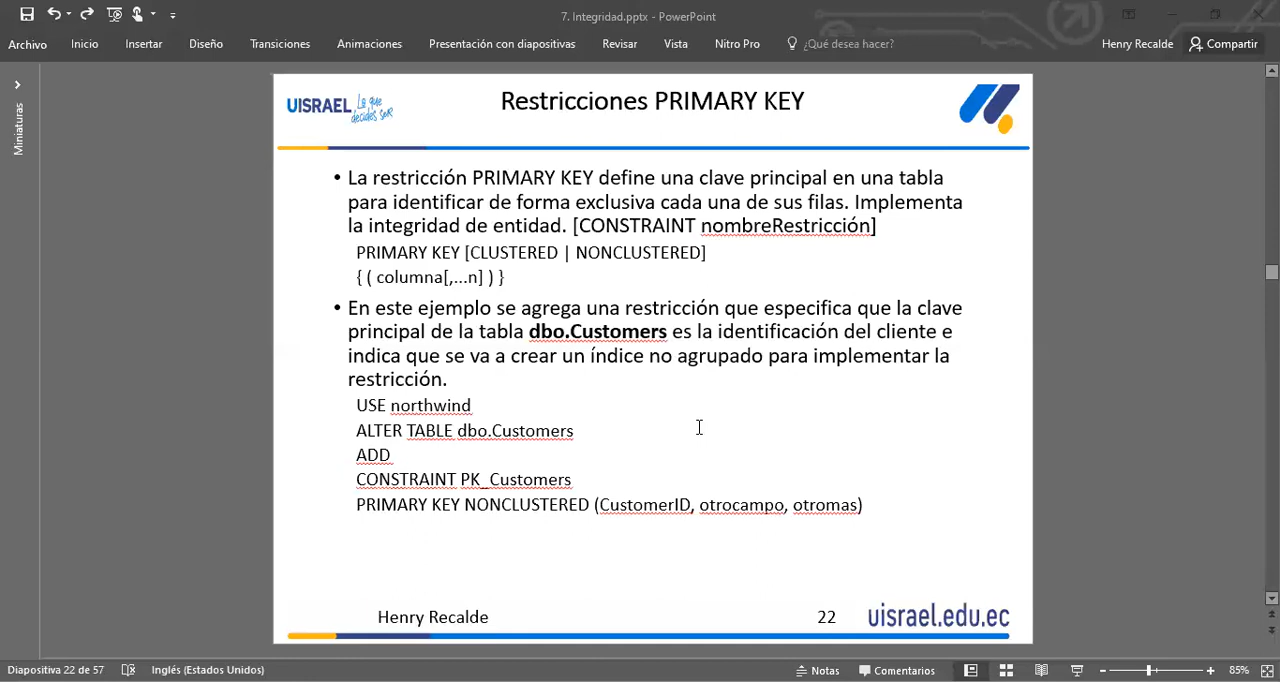 7. Integridad.pptx - PowerPoint
Archivo Inicio Insertar Diseño Transiciones Animaciones Presentación con diapositivas Revisar Vista Nitro Pro ¿Qué desea hacer? Henry Recalde Compartir
Miniaturas
UISRAEL La que decides ser
Restricciones PRIMARY KEY
• La restricción PRIMARY KEY define una clave principal en una tabla
para identificar de forma exclusiva cada una de sus filas. Implementa
la integridad de entidad. [CONSTRAINT nombreRestricción]
PRIMARY KEY [CLUSTERED | NONCLUSTERED]
{ ( columna[,...n] ) }
• En este ejemplo se agrega una restricción que especifica que la clave
principal de la tabla dbo.Customers es la identificación del cliente e
indica que se va a crear un índice no agrupado para implementar la
restricción.
USE northwind
ALTER TABLE dbo.Customers
ADD
CONSTRAINT PK_Customers
PRIMARY KEY NONCLUSTERED (CustomerID, otrocampo, otromas)
Henry Recalde 22 uisrael.edu.ec
Diapositiva 22 de 57 Inglés (Estados Unidos) Notas Comentarios 85%